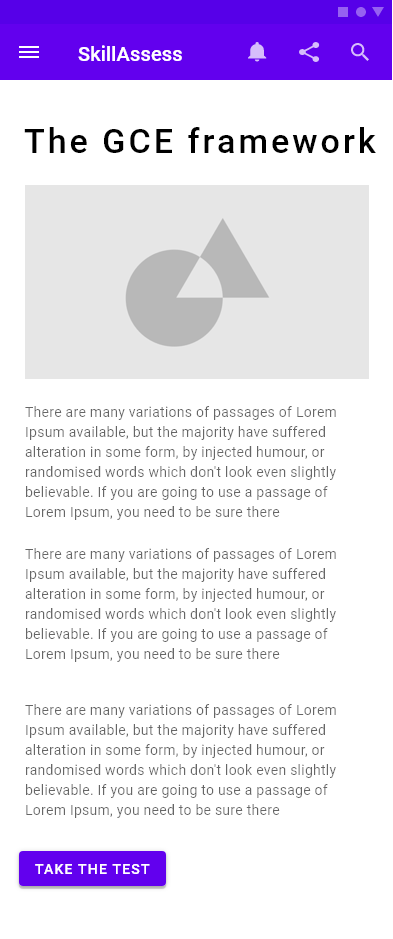 SkillAssess
The GCE framework
There are many variations of passages of Lorem
Ipsum available, but the majority have suffered
alteration in some form, by injected humour, or
randomised words which don't look even slightly
believable. If you are going to use a passage of
Lorem Ipsum, you need to be sure there
There are many variations of passages of Lorem
Ipsum available, but the majority have suffered
alteration in some form, by injected humour, or
randomised words which don't look even slightly
believable. If you are going to use a passage of
Lorem Ipsum, you need to be sure there
There are many variations of passages of Lorem
Ipsum available, but the majority have suffered
alteration in some form, by injected humour, or
randomised words which don't look even slightly
believable. If you are going to use a passage of
Lorem Ipsum, you need to be sure there
TAKE THE TEST